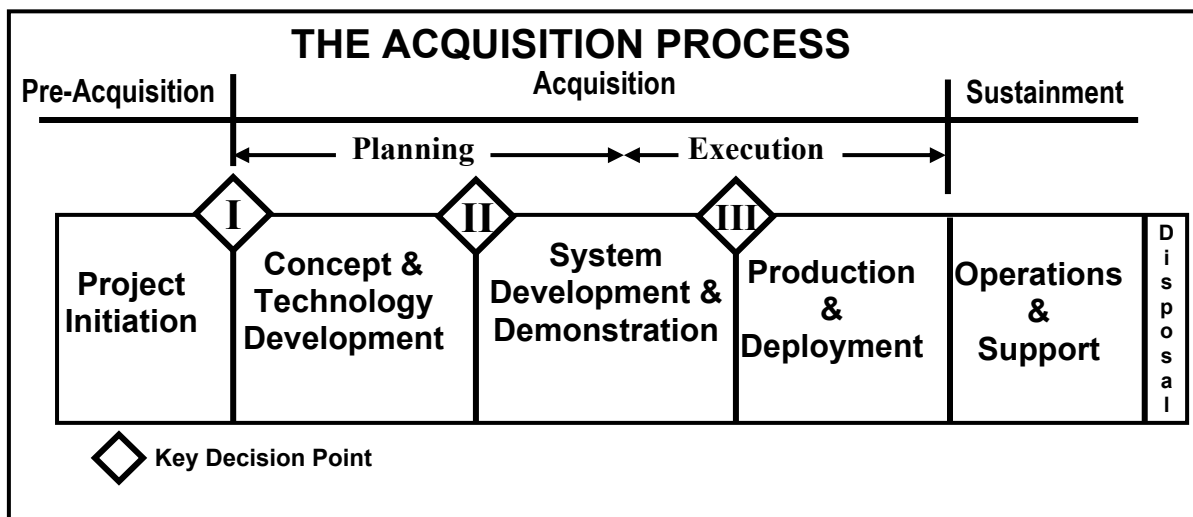 THE ACQUISITION PROCESS
Pre-Acquisition
Acquisition
Sustainment
Planning
Execution
I
II
III
Project
Initiation
Concept &
Technology
Development
System
Development &
Demonstration
Production
&
Deployment
Operations
&
Support
Disposal
Key Decision Point